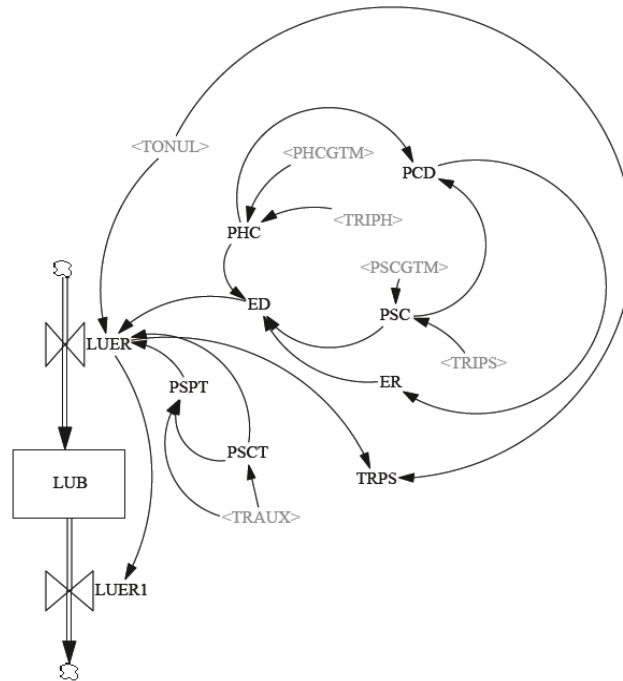 <TONUL>
<PHCGTM>
PCD
<TRIPH>
PHC
<PSCGTM>
ED
PSC
LUER
<TRIPS>
PSPT
ER
PSCT
TRPS
LUB
<TRAUX>
LUER1